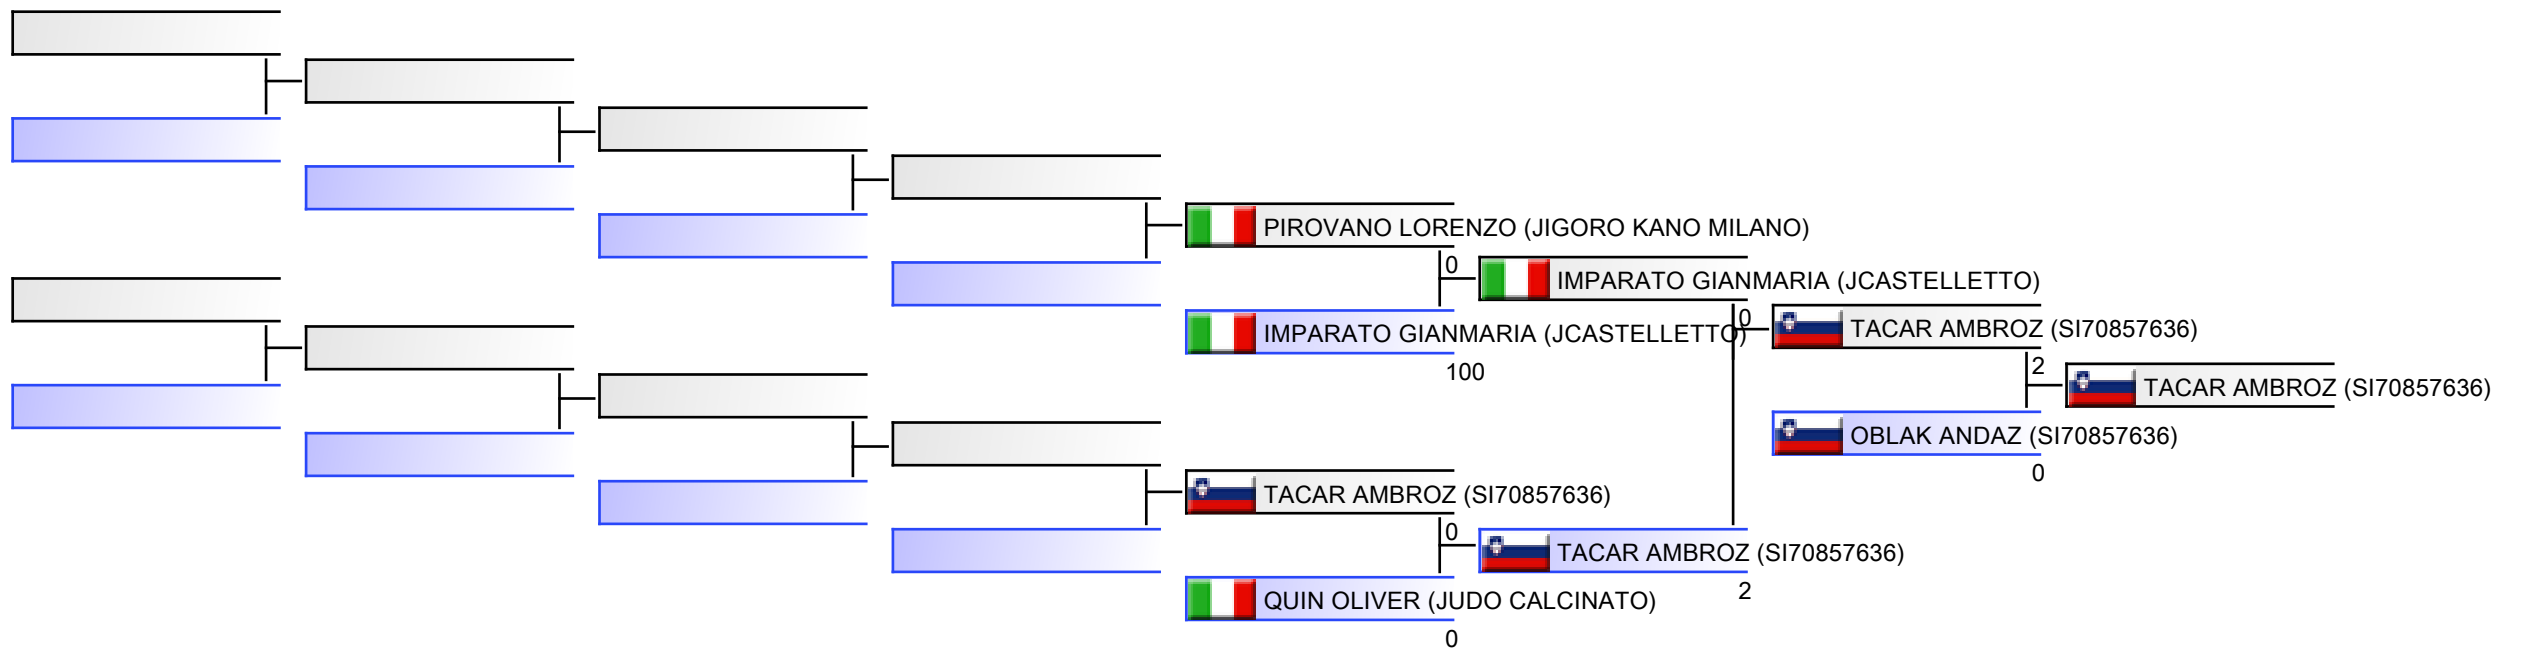 PIROVANO LORENZO (JIGORO KANO MILANO)
0
IMPARATO GIANMARIA (JCASTELLETTO)
IMPARATO GIANMARIA (JCASTELLETTO)
100
0
TACAR AMBROZ (SI70857636)
2
TACAR AMBROZ (SI70857636)
OBLAK ANDAZ (SI70857636)
0
TACAR AMBROZ (SI70857636)
0
TACAR AMBROZ (SI70857636)
2
QUIN OLIVER (JUDO CALCINATO)
0